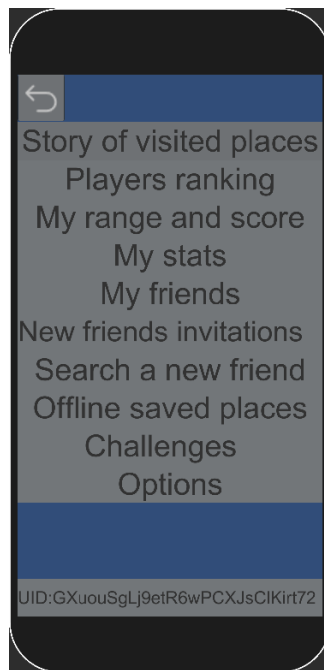 Story of visited places
Players ranking
My range and score
My stats
My friends
New friends invitations
Search a new friend
Offline saved places
Challenges
Options
UID:GXuouSgLj9etR6wPCXJsClKirt72